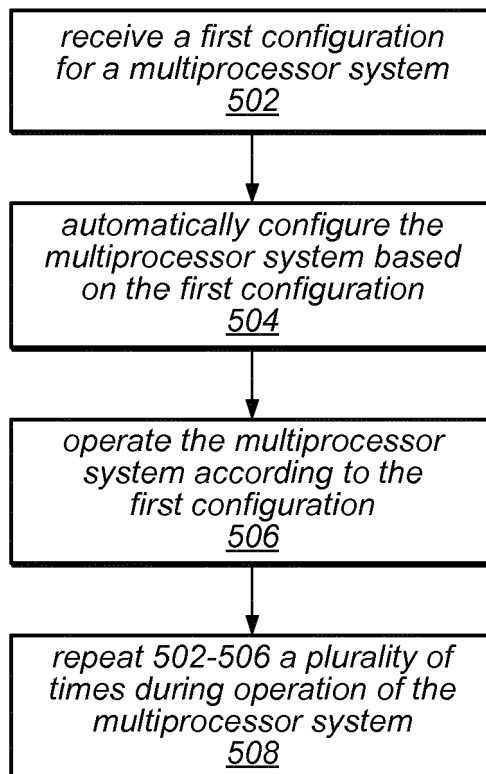 receive a first configuration
for a multiprocessor system
502
automatically configure the
multiprocessor system based
on the first configuration
504
operate the multiprocessor
system according to the
first configuration
506
repeat 502-506 a plurality of
times during operation of the
multiprocessor system
508